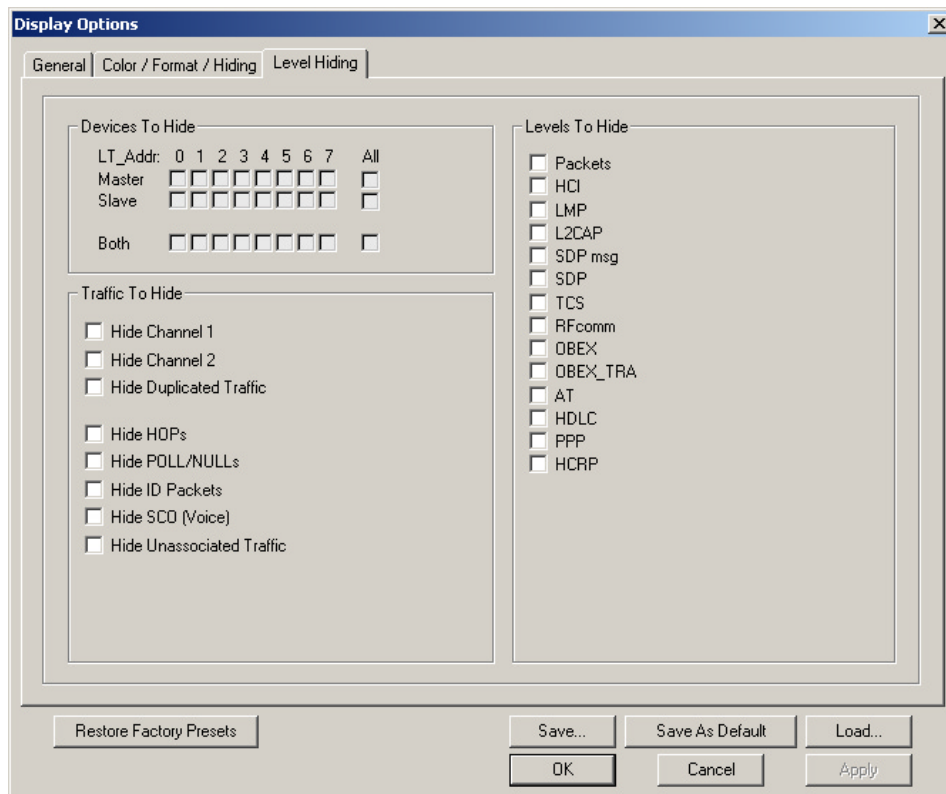 Display Options
General
Color / Format / Hiding
Level Hiding
Devices To Hide
LT_Addr: 0 1 2 3 4 5 6 7 All
Master
Slave
Both
Traffic To Hide
Hide Channel 1
Hide Channel 2
Hide Duplicated Traffic
Hide HOPs
Hide POLL/NULLs
Hide ID Packets
Hide SCO (Voice)
Hide Unassociated Traffic
Levels To Hide
Packets
HCI
LMP
L2CAP
SDP msg
SDP
TCS
RFcomm
OBEX
OBEX_TRA
AT
HDLC
PPP
HCRP
Restore Factory Presets
Save...
Save As Default
Load...
OK
Cancel
Apply